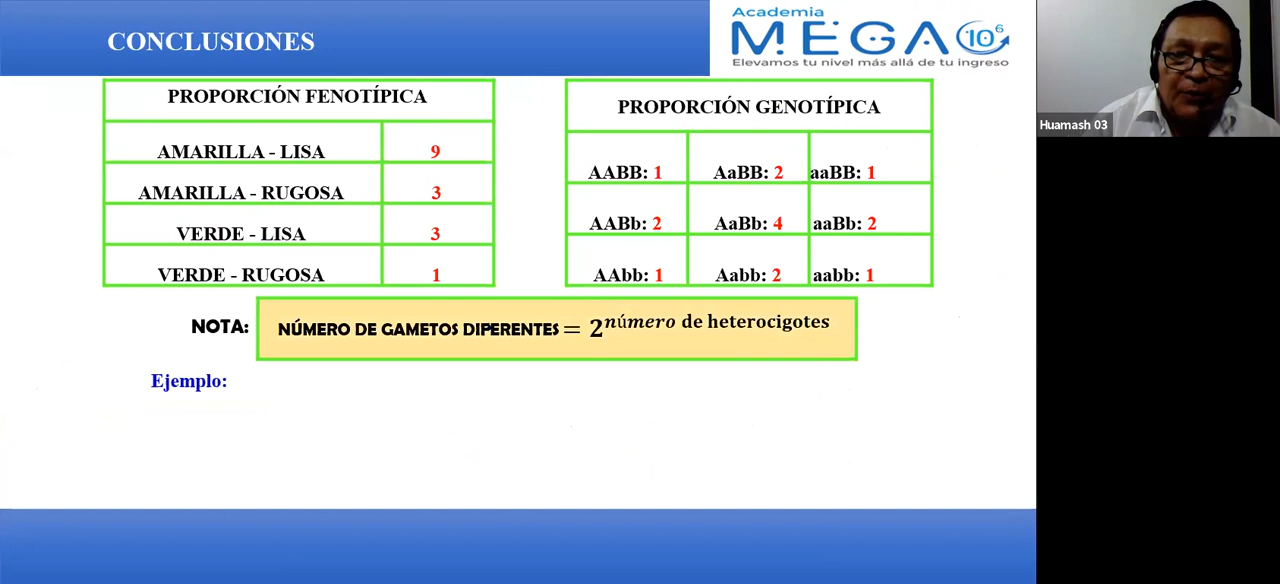 CONCLUSIONES
Academia
MEGA 10⁶
Elevamos tu nivel más allá de tu ingreso
Huamash 03
PROPORCIÓN FENOTÍPICA
AMARILLA - LISA 9
AMARILLA - RUGOSA 3
VERDE - LISA 3
VERDE - RUGOSA 1
PROPORCIÓN GENOTÍPICA
AABB: 1 AaBB: 2 aaBB: 1
AABb: 2 AaBb: 4 aaBb: 2
AAbb: 1 Aabb: 2 aabb: 1
NOTA: NÚMERO DE GAMETOS DIPERENTES = 2^número de heterocigotes
Ejemplo: